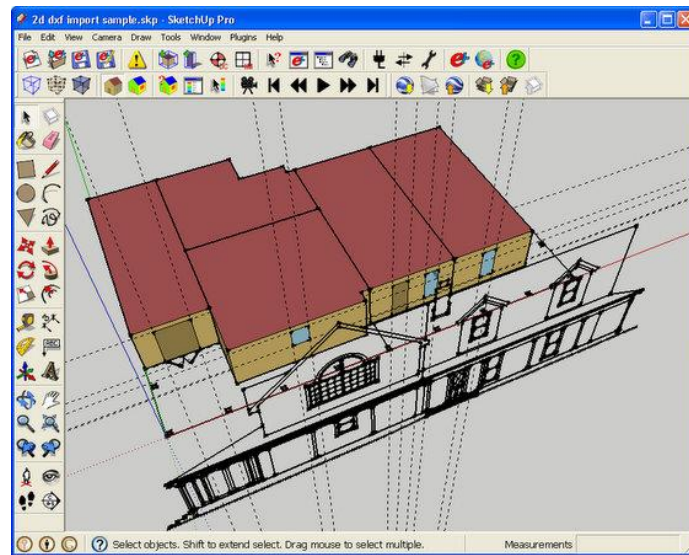 2d dxf import sample.skp - SketchUp Pro
File Edit View Camera Draw Tools Window Plugins Help
ABC
Select objects. Shift to extend select. Drag mouse to select multiple.
Measurements